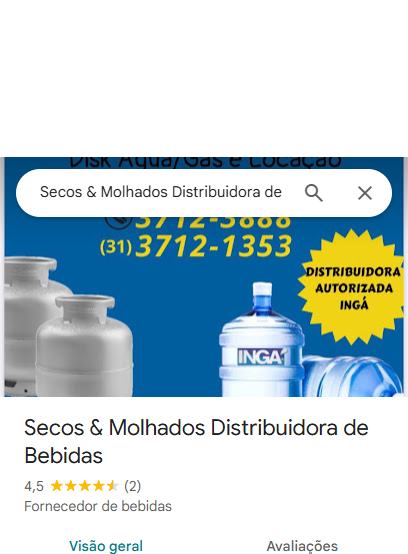 Disk Água/Gás e Locação
Secos & Molhados Distribuidora de
3712-3888
(31) 3712-1353
DISTRIBUIDORA
AUTORIZADA
INGÁ
INGÁ
Secos & Molhados Distribuidora de
Bebidas
4,5 ★★★★★ (2)
Fornecedor de bebidas
Visão geral
Avaliações